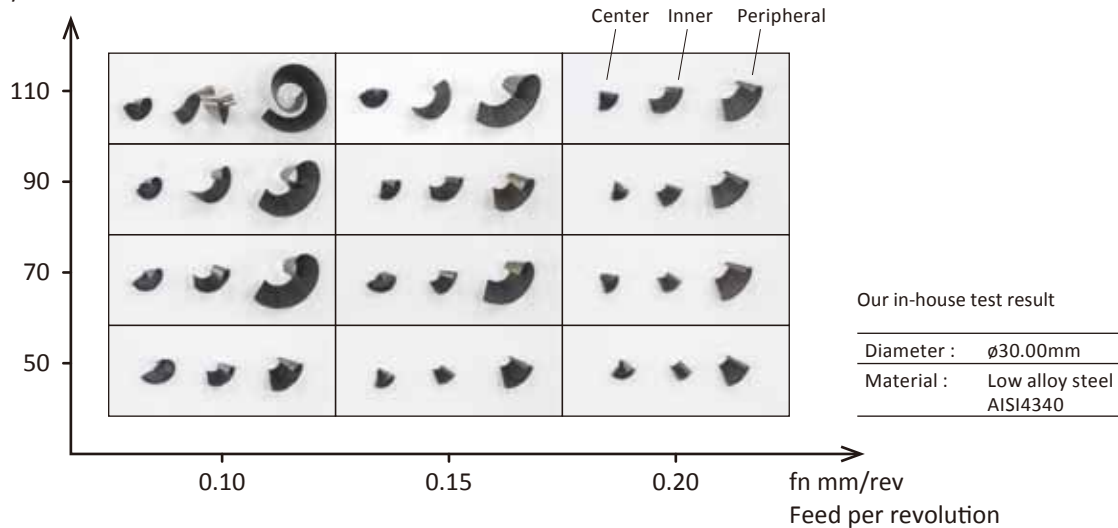 Center Inner Peripheral
110
90
70
50
0.10 0.15 0.20
fn mm/rev
Feed per revolution
Our in-house test result
Diameter : ø30.00mm
Material : Low alloy steel
AISI4340